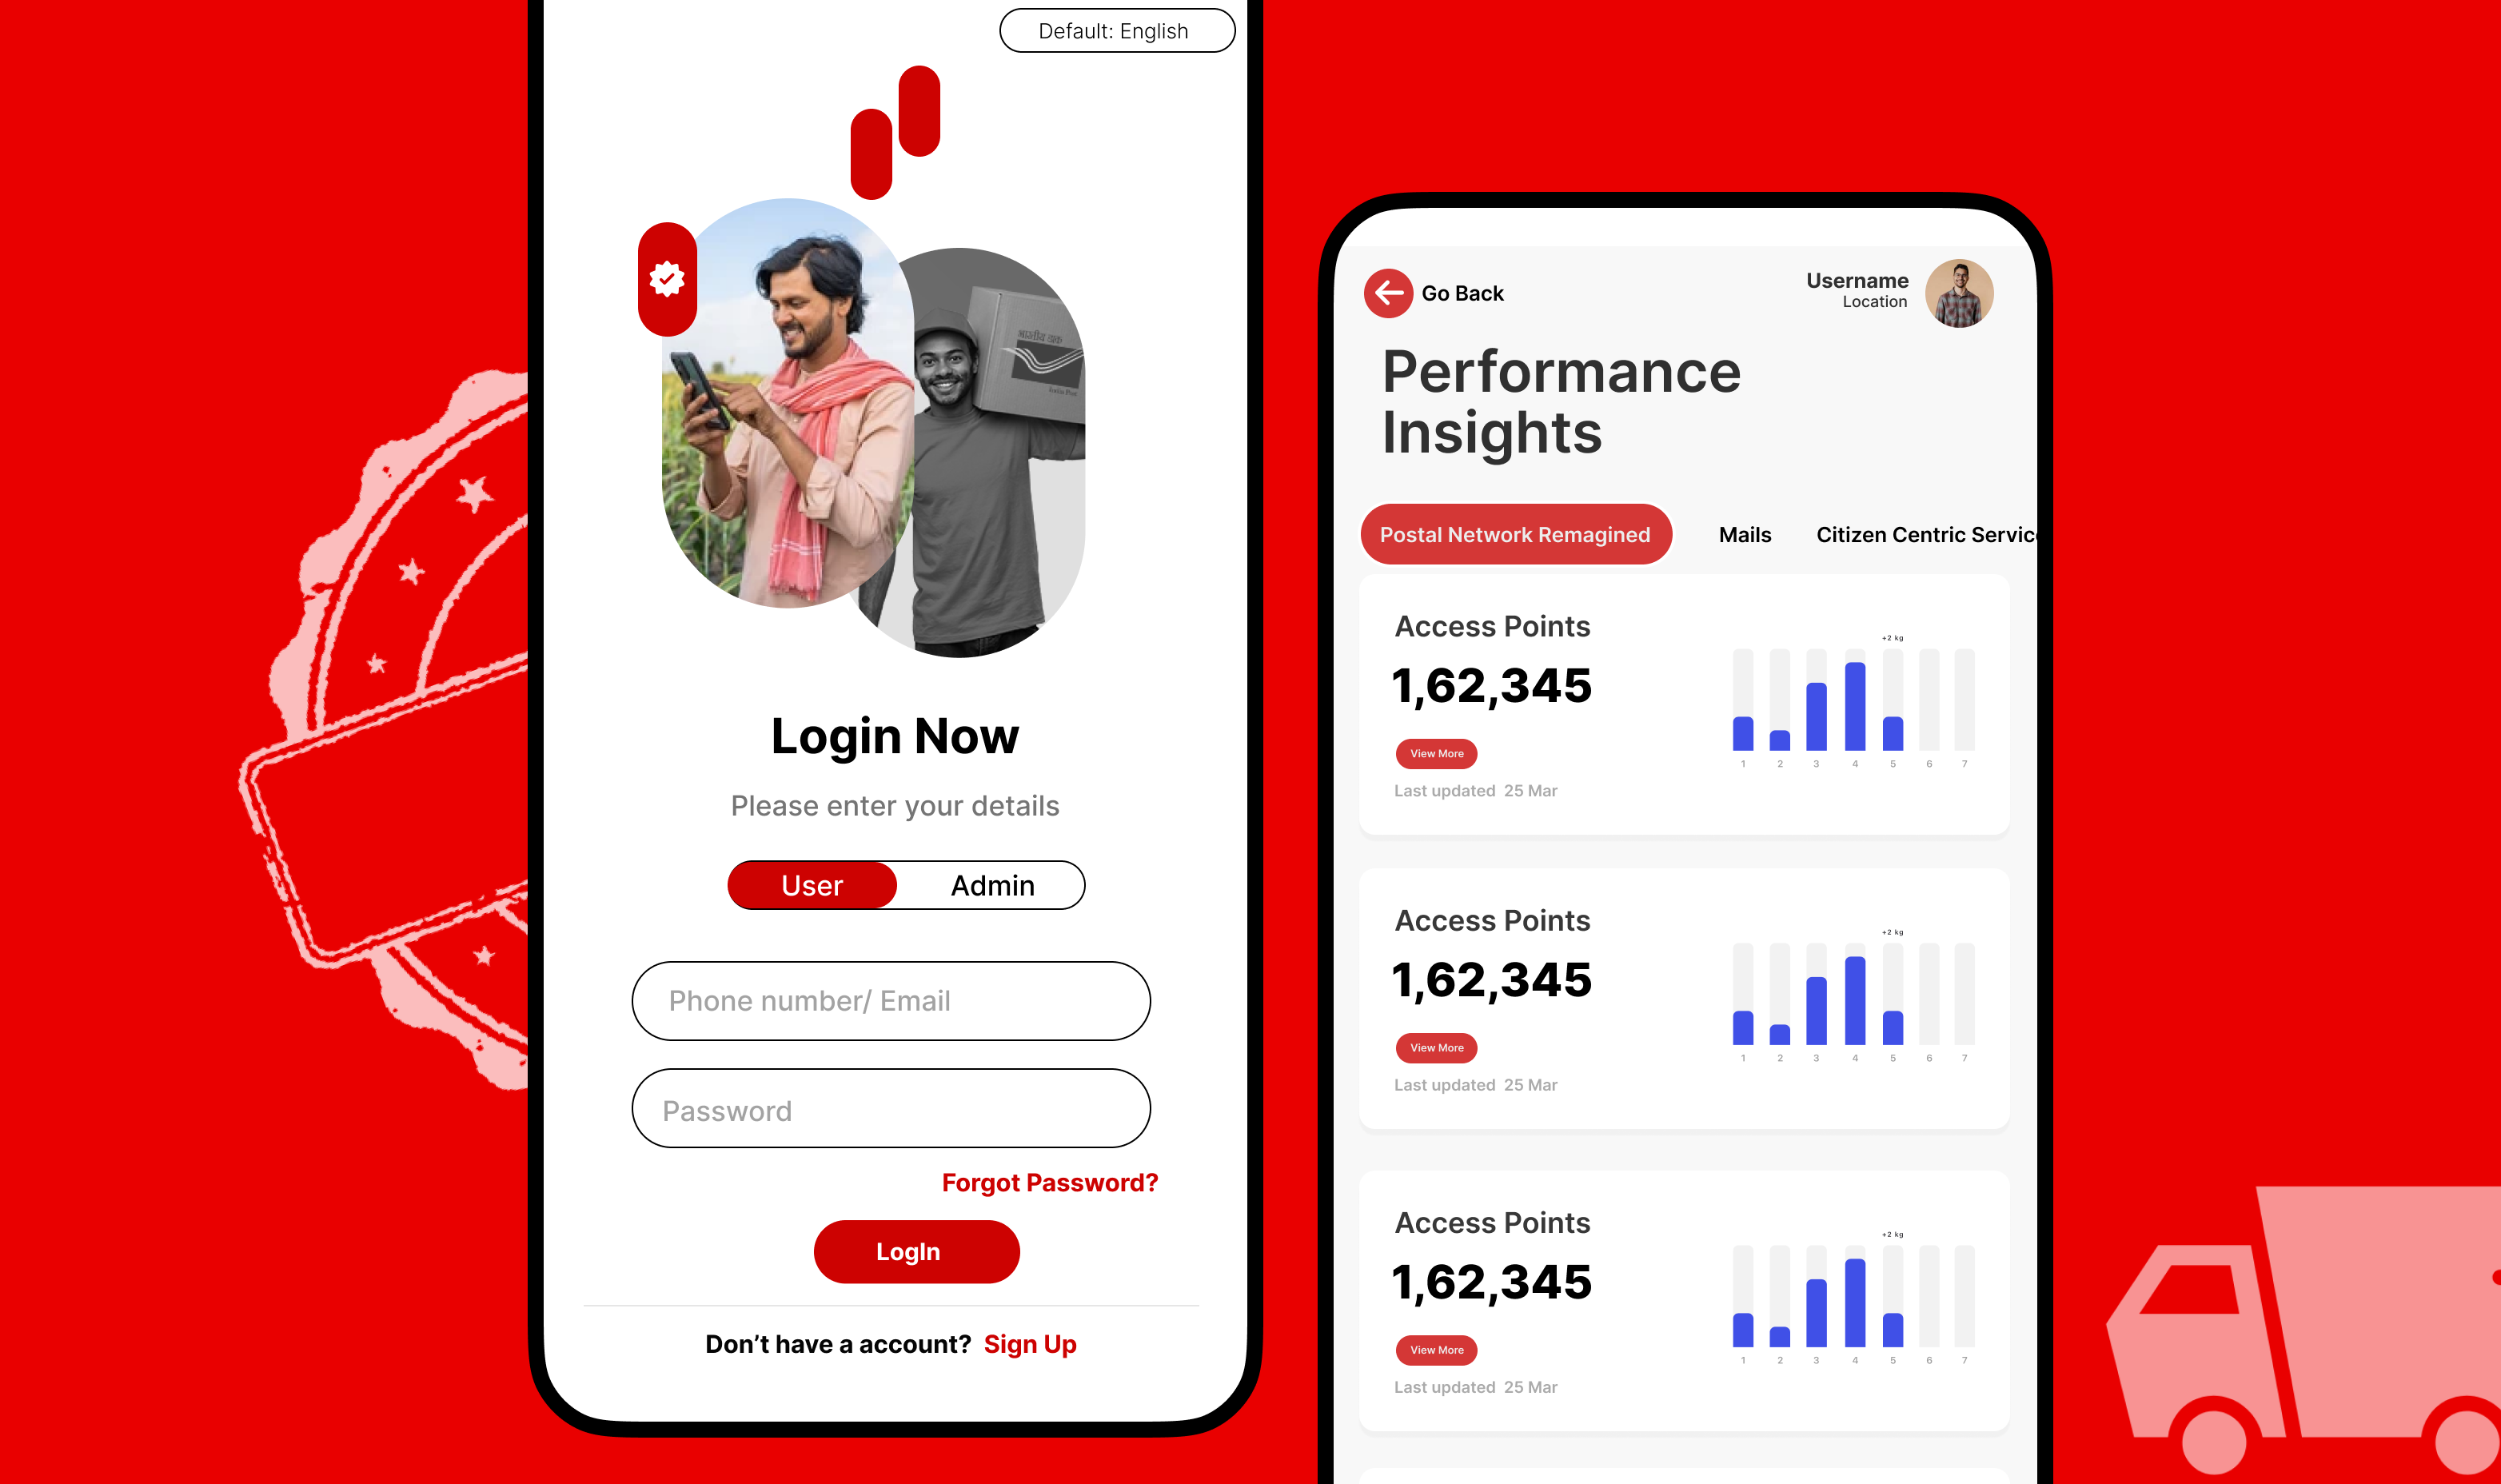 Default: English
भारतीय डाक
India Post
Login Now
Please enter your details
User
Admin
Phone number/ Email
Password
Forgot Password?
LogIn
Don’t have a account? Sign Up
Go Back
Username
Location
Performance
Insights
Postal Network Remagined
Mails
Citizen Centric Servic
Access Points
1,62,345
View More
Last updated 25 Mar
+2 kg
1 2 3 4 5 6 7
Access Points
1,62,345
View More
Last updated 25 Mar
+2 kg
1 2 3 4 5 6 7
Access Points
1,62,345
View More
Last updated 25 Mar
+2 kg
1 2 3 4 5 6 7